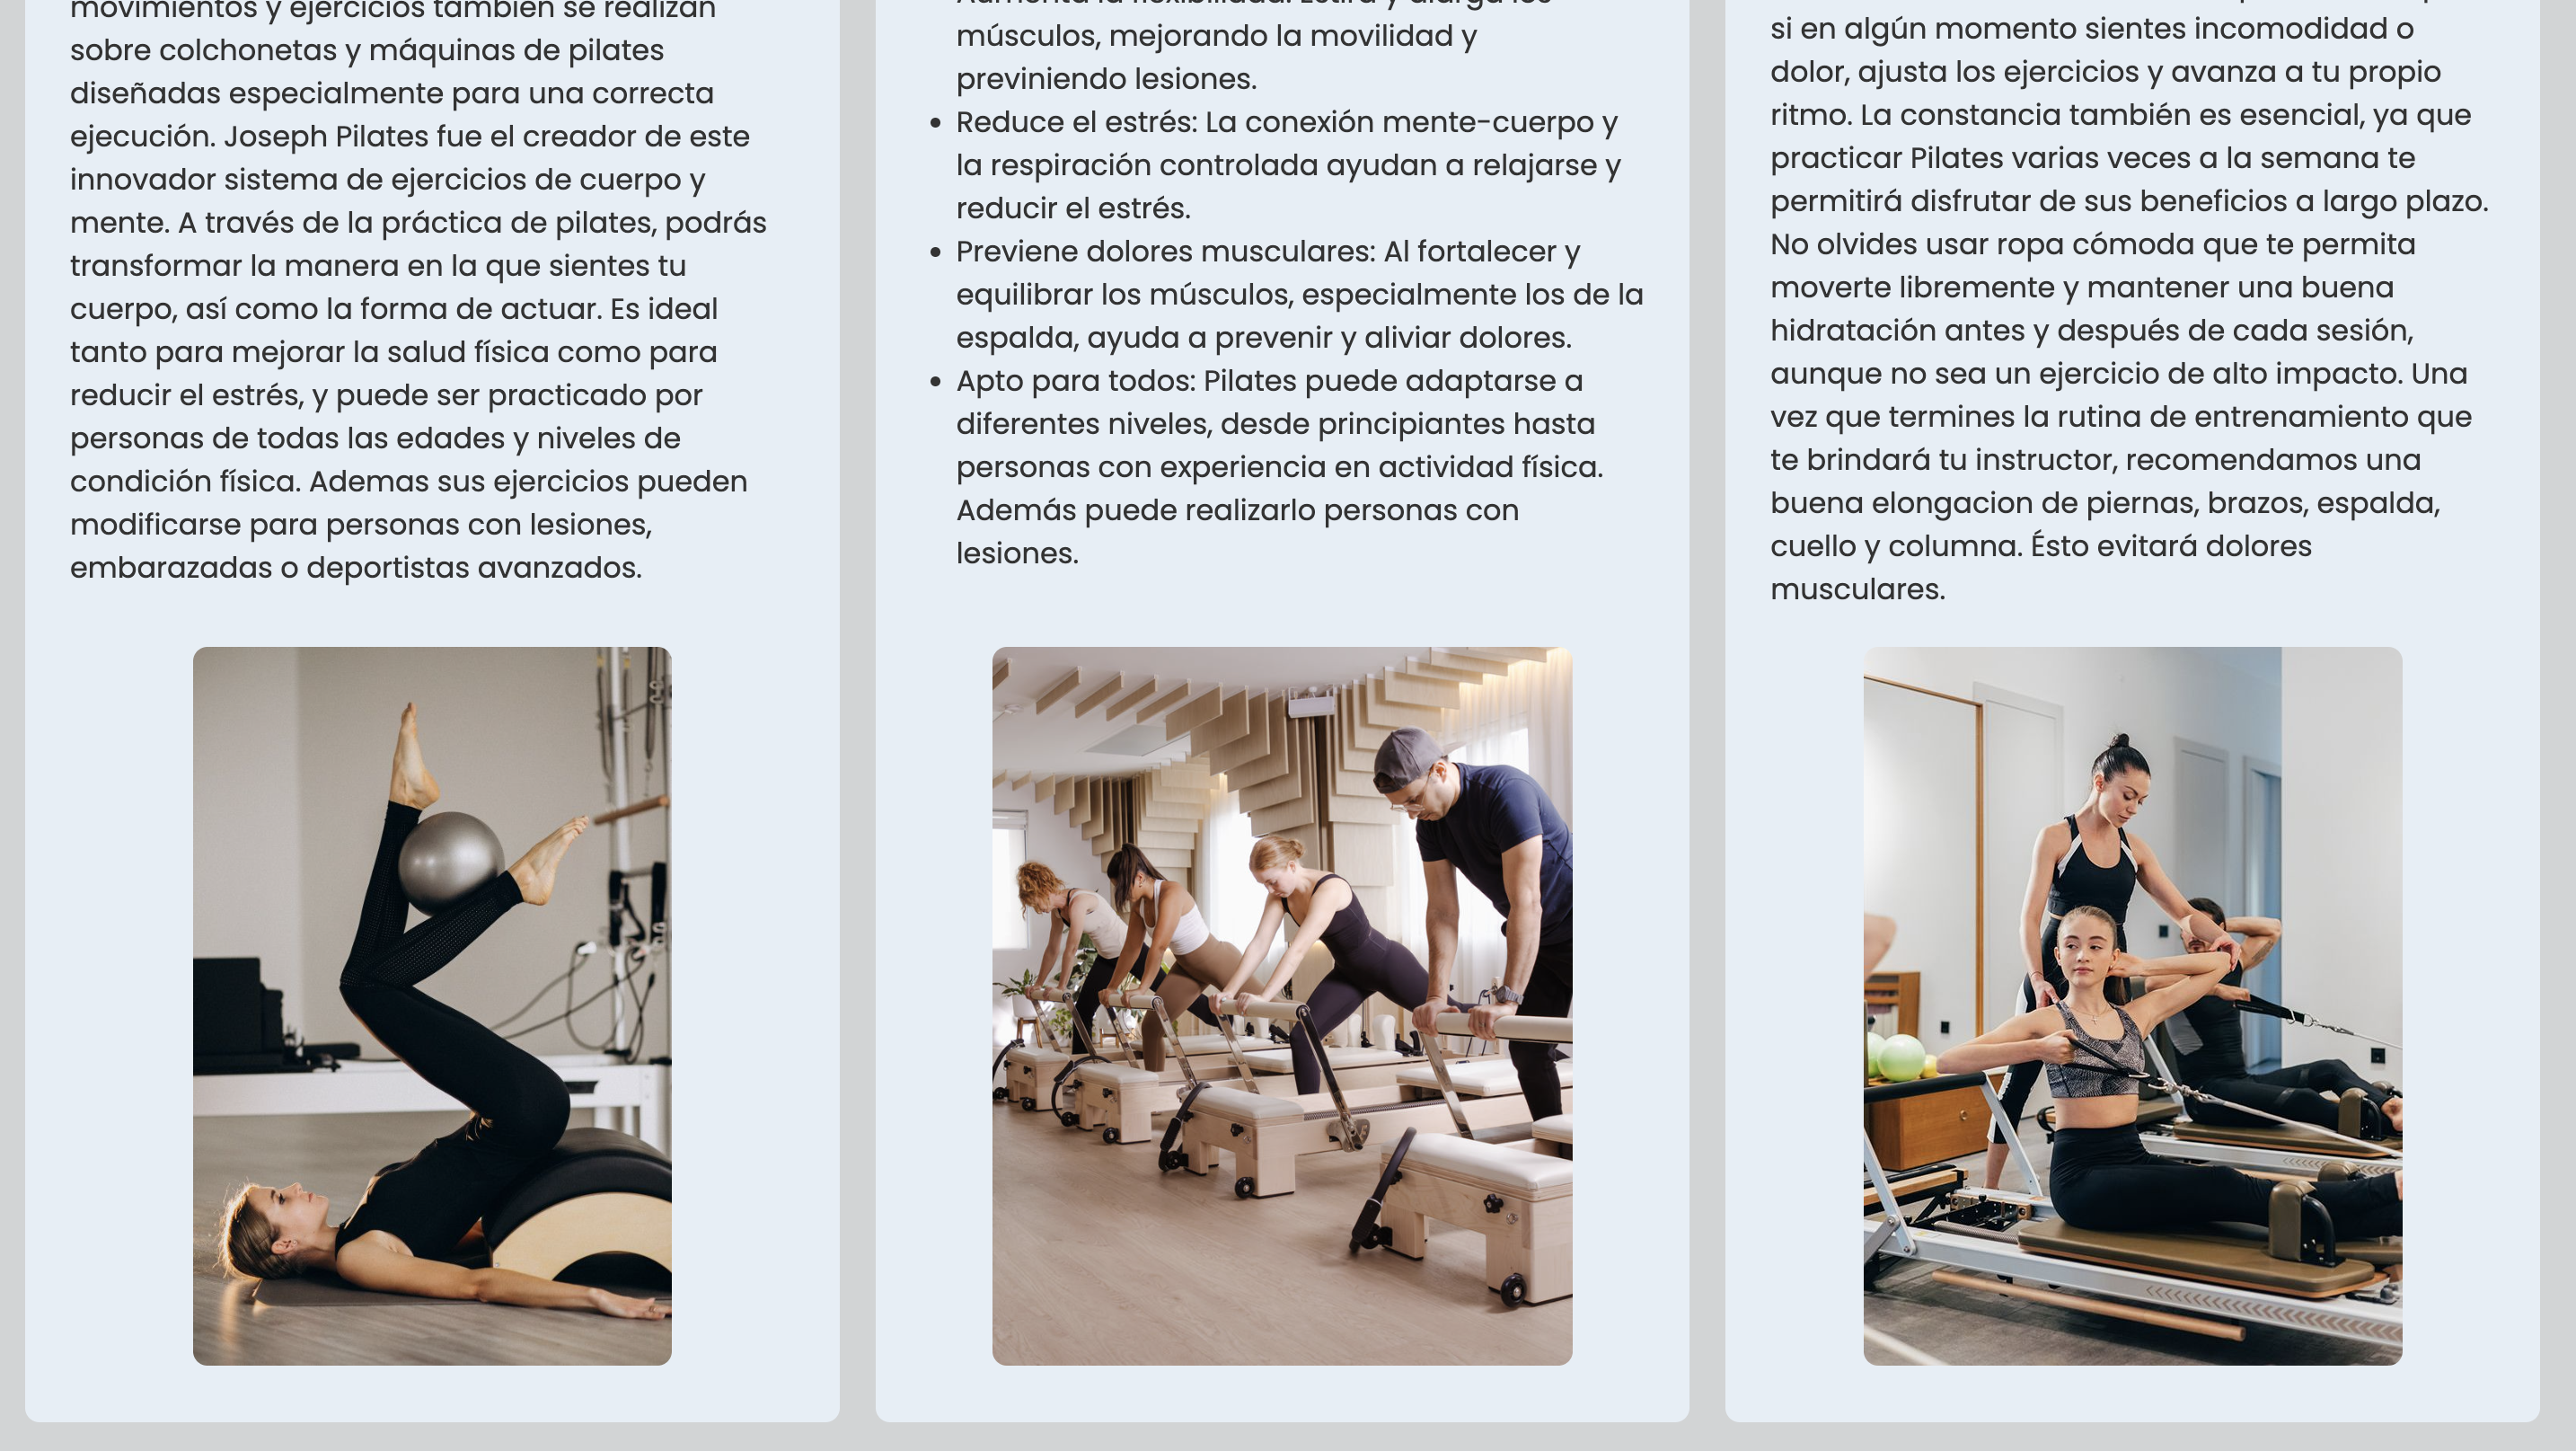 movimientos y ejercicios también se realizan
sobre colchonetas y máquinas de pilates
diseñadas especialmente para una correcta
ejecución. Joseph Pilates fue el creador de este
innovador sistema de ejercicios de cuerpo y
mente. A través de la práctica de pilates, podrás
transformar la manera en la que sientes tu
cuerpo, así como la forma de actuar. Es ideal
tanto para mejorar la salud física como para
reducir el estrés, y puede ser practicado por
personas de todas las edades y niveles de
condición física. Ademas sus ejercicios pueden
modificarse para personas con lesiones,
embarazadas o deportistas avanzados.
Aumenta la flexibilidad: Estira y alarga los
músculos, mejorando la movilidad y
previniendo lesiones.
• Reduce el estrés: La conexión mente-cuerpo y
la respiración controlada ayudan a relajarse y
reducir el estrés.
• Previene dolores musculares: Al fortalecer y
equilibrar los músculos, especialmente los de la
espalda, ayuda a prevenir y aliviar dolores.
• Apto para todos: Pilates puede adaptarse a
diferentes niveles, desde principiantes hasta
personas con experiencia en actividad física.
Además puede realizarlo personas con
lesiones.
si en algún momento sientes incomodidad o
dolor, ajusta los ejercicios y avanza a tu propio
ritmo. La constancia también es esencial, ya que
practicar Pilates varias veces a la semana te
permitirá disfrutar de sus beneficios a largo plazo.
No olvides usar ropa cómoda que te permita
moverte libremente y mantener una buena
hidratación antes y después de cada sesión,
aunque no sea un ejercicio de alto impacto. Una
vez que termines la rutina de entrenamiento que
te brindará tu instructor, recomendamos una
buena elongacion de piernas, brazos, espalda,
cuello y columna. Ésto evitará dolores
musculares.